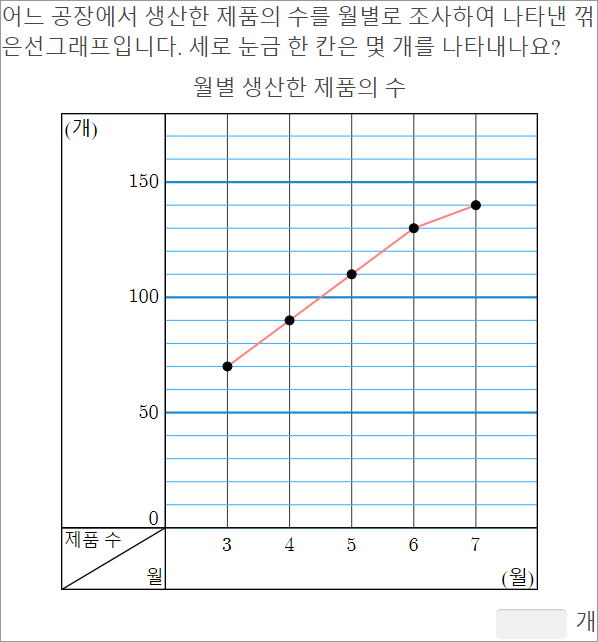 어느 공장에서 생산한 제품의 수를 월별로 조사하여 나타낸 꺾
은선그래프입니다. 세로 눈금 한 칸은 몇 개를 나타내나요?
월별 생산한 제품의 수
(개)
150
100
50
0
제품 수
월
3 4 5 6 7
(월)
개